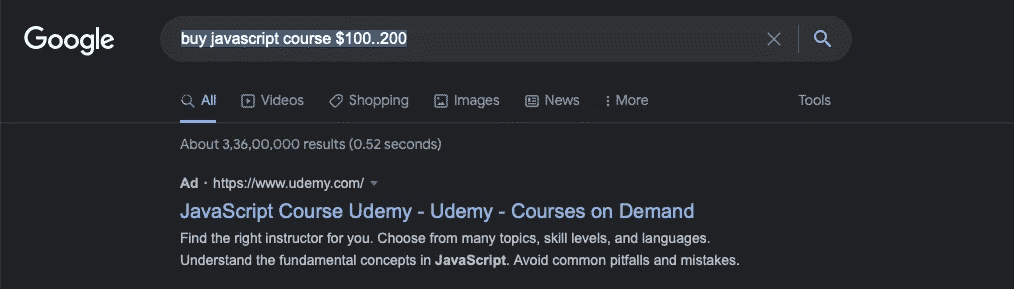 Google
buy javascript course $100..200
All Videos Shopping Images News More Tools
About 3,36,00,000 results (0.52 seconds)
Ad · https://www.udemy.com/
JavaScript Course Udemy - Udemy - Courses on Demand
Find the right instructor for you. Choose from many topics, skill levels, and languages.
Understand the fundamental concepts in JavaScript. Avoid common pitfalls and mistakes.